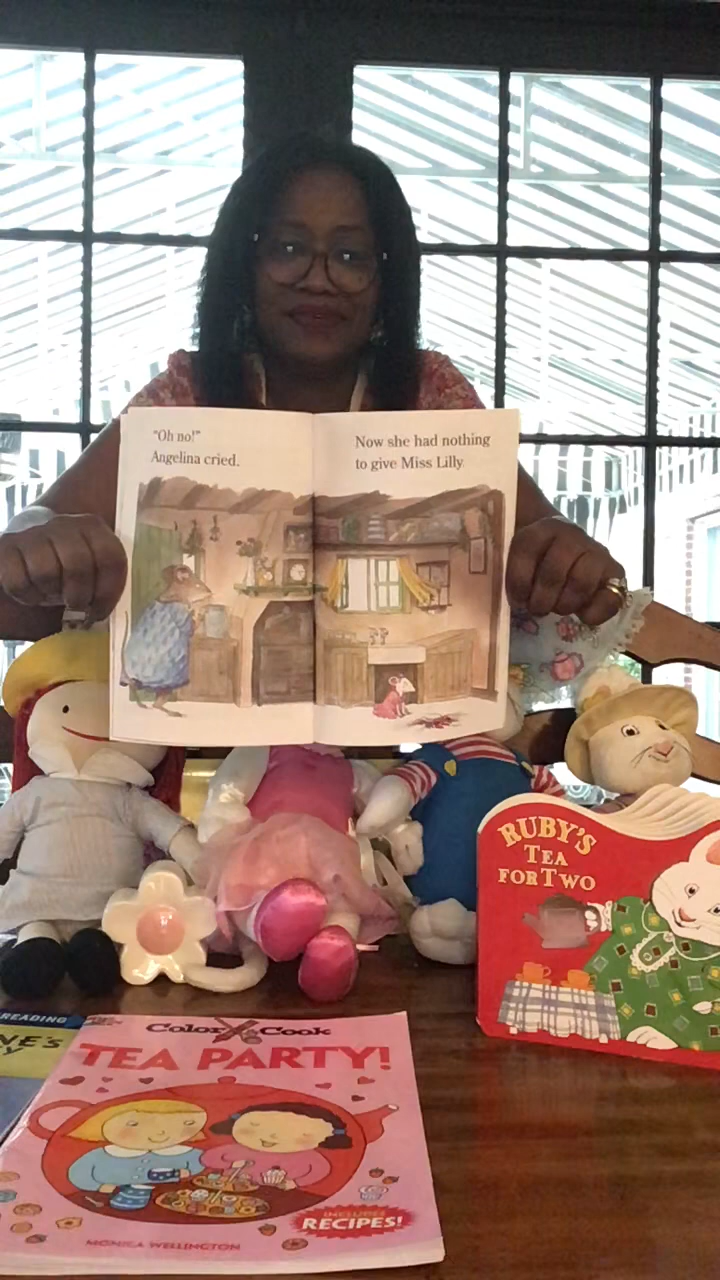 "Oh no!"
Angelina cried.
Now she had nothing
to give Miss Lilly.
RUBY'S
TEA
FOR TWO
READING
NE'S
Color Cook
TEA PARTY!
INCLUDES
RECIPES!
MONICA WELLINGTON